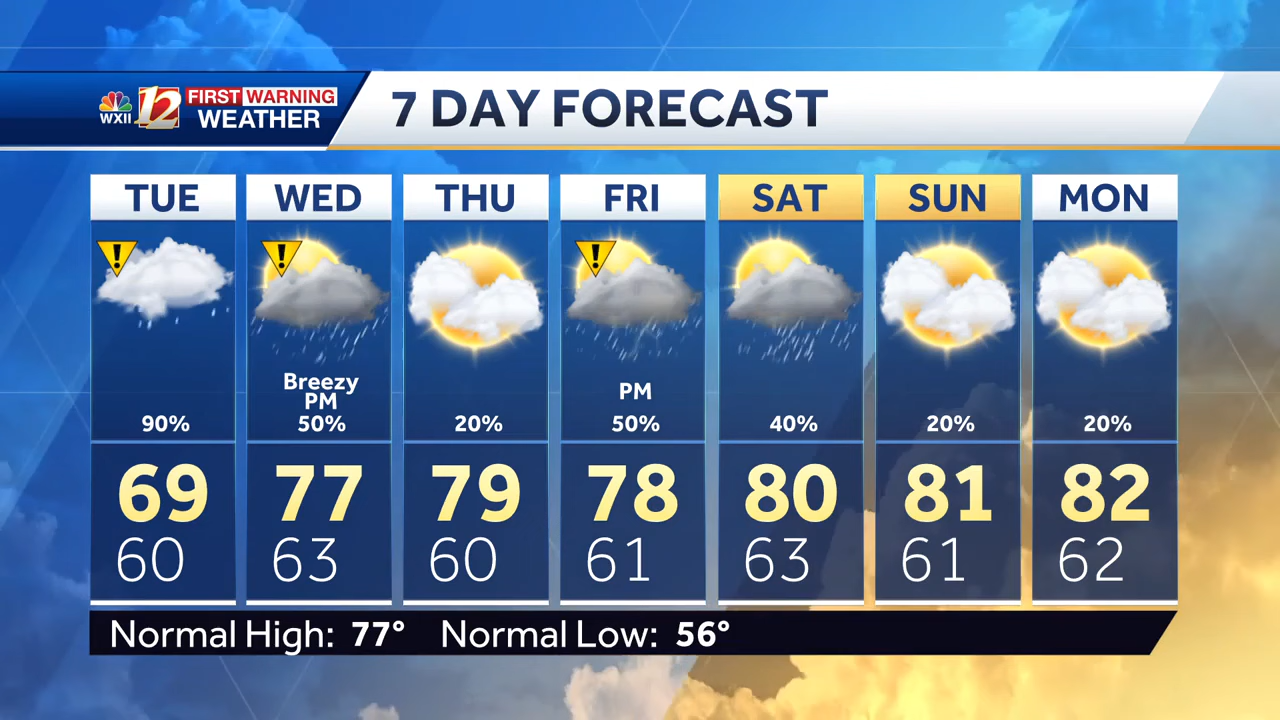 WXII 12 FIRST WARNING WEATHER
7 DAY FORECAST
TUE WED THU FRI SAT SUN MON
! ! !
Breezy
PM PM
90% 50% 20% 50% 40% 20% 20%
69 77 79 78 80 81 82
60 63 60 61 63 61 62
Normal High: 77° Normal Low: 56°